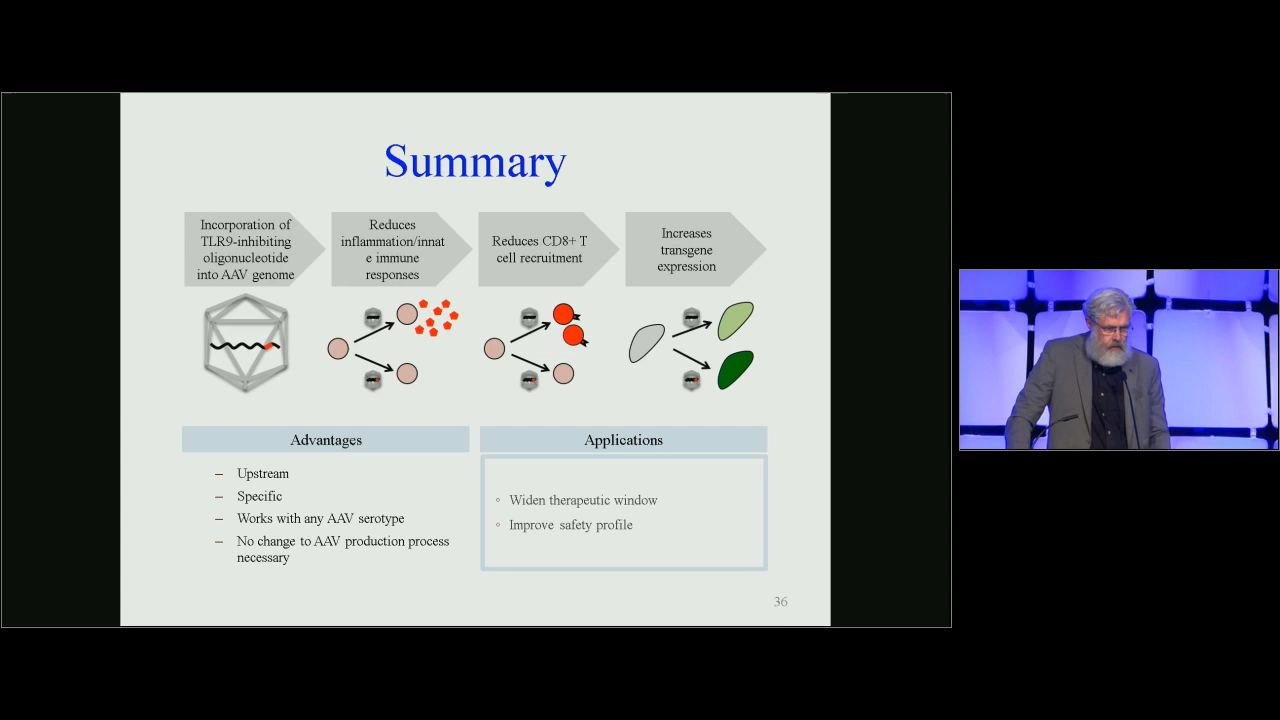 Summary
Incorporation of
TLR9-inhibiting
oligonucleotide
into AAV genome
Reduces
inflammation/innat
e immune
responses
Reduces CD8+ T
cell recruitment
Increases
transgene
expression
Advantages
– Upstream
– Specific
– Works with any AAV serotype
– No change to AAV production process
necessary
Applications
◦ Widen therapeutic window
◦ Improve safety profile
36